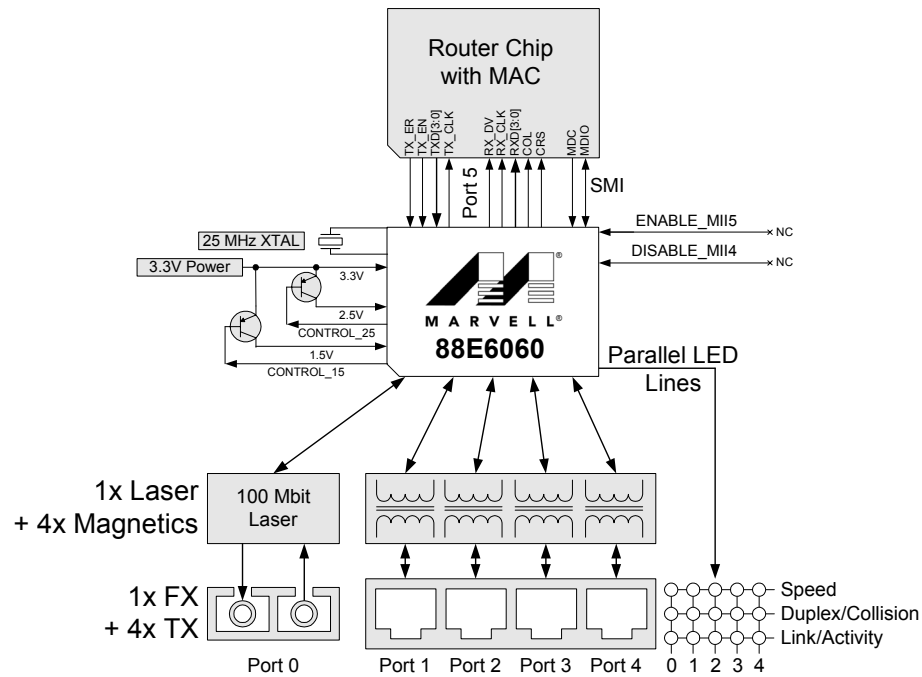 Router Chip
with MAC
TX_ER
TX_EN
TXD[3:0]
TX_CLK
RX_DV
RX_CLK
RXD[3:0]
COL
CRS
MDC
MDIO
Port 5
SMI
25 MHz XTAL
ENABLE_MII5
NC
3.3V Power
3.3V
DISABLE_MII4
NC
2.5V
CONTROL_25
1.5V
CONTROL_15
®
MARVELL®
88E6060
Parallel LED
Lines
1x Laser
+ 4x Magnetics
100 Mbit
Laser
1x FX
+ 4x TX
Speed
Duplex/Collision
Link/Activity
Port 0
Port 1
Port 2
Port 3
Port 4
0 1 2 3 4